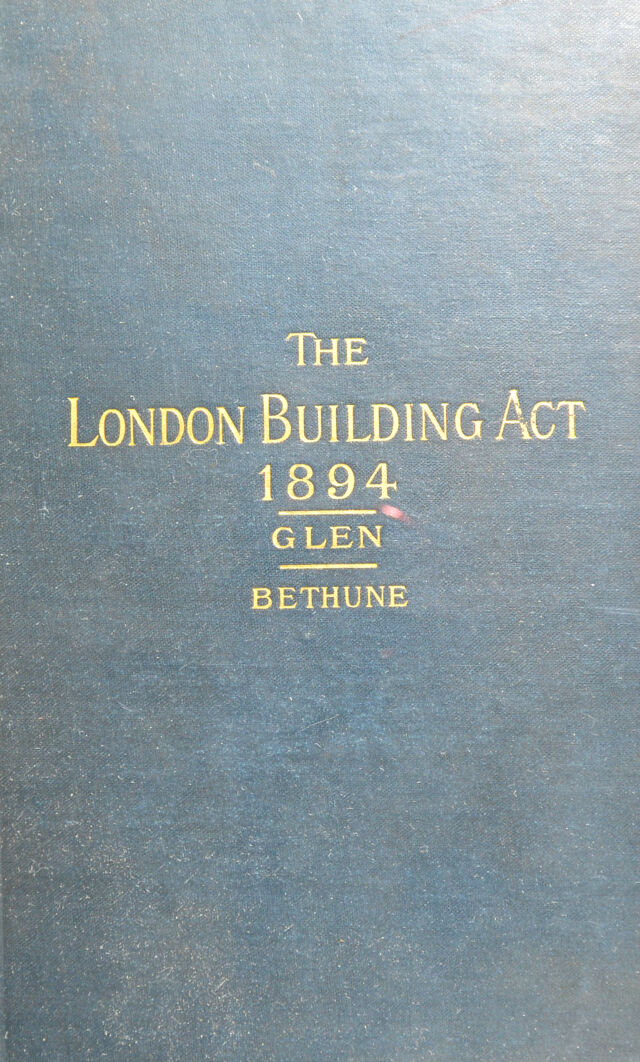 THE
LONDON BUILDING ACT
1894
GLEN
BETHUNE